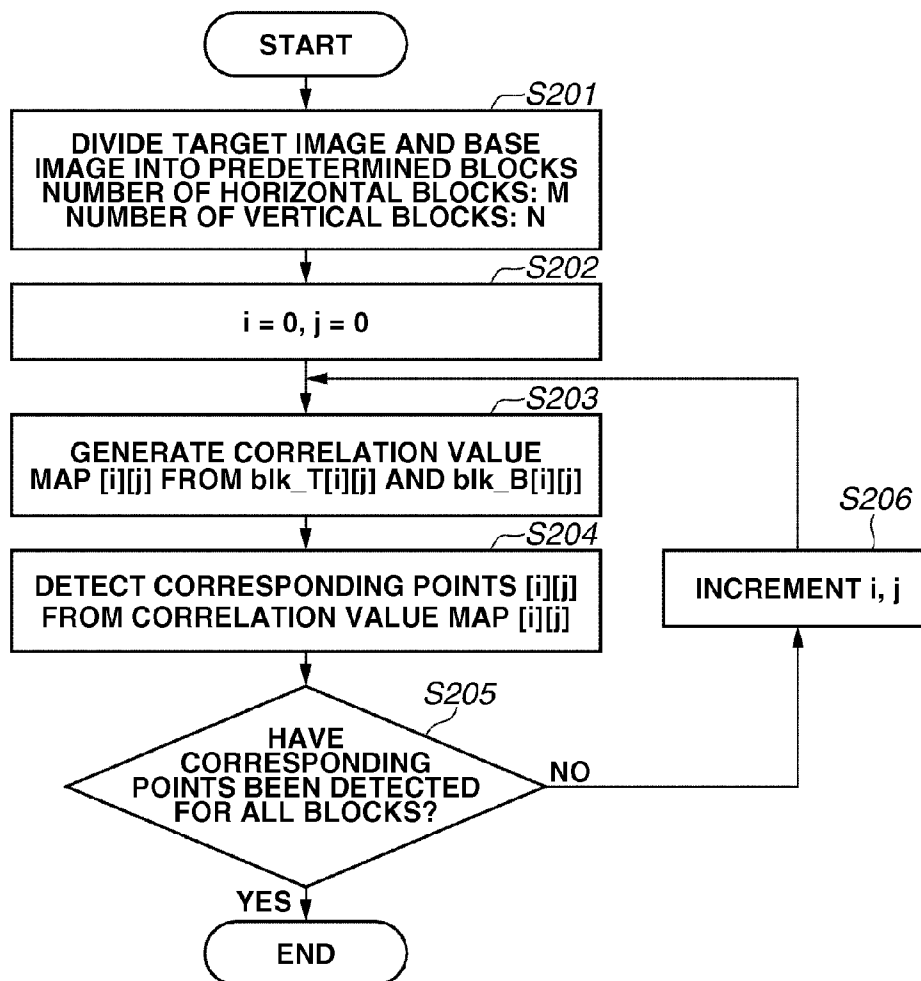 START
S201
DIVIDE TARGET IMAGE AND BASE
IMAGE INTO PREDETERMINED BLOCKS
NUMBER OF HORIZONTAL BLOCKS: M
NUMBER OF VERTICAL BLOCKS: N
S202
i = 0, j = 0
S203
GENERATE CORRELATION VALUE
MAP [i][j] FROM blk_T[i][j] AND blk_B[i][j]
S204
DETECT CORRESPONDING POINTS [i][j]
FROM CORRELATION VALUE MAP [i][j]
S206
INCREMENT i, j
S205
HAVE
CORRESPONDING
POINTS BEEN DETECTED
FOR ALL BLOCKS?
NO
YES
END